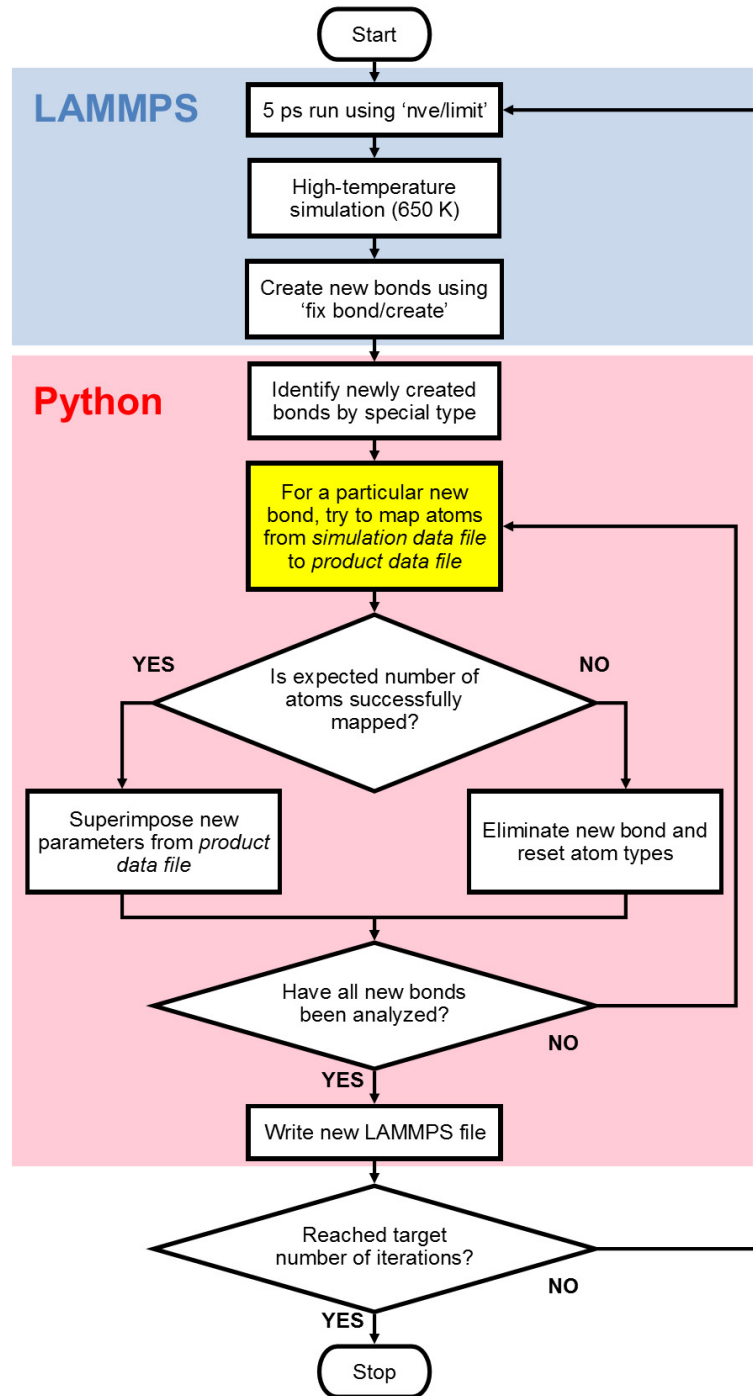 Start
LAMMPS
5 ps run using ‘nve/limit’
High-temperature
simulation (650 K)
Create new bonds using
‘fix bond/create’
Python
Identify newly created
bonds by special type
For a particular new
bond, try to map atoms
from simulation data file
to product data file
YES
NO
Is expected number of
atoms successfully
mapped?
Superimpose new
parameters from product
data file
Eliminate new bond and
reset atom types
Have all new bonds
been analyzed?
NO
YES
Write new LAMMPS file
Reached target
number of iterations?
NO
YES
Stop